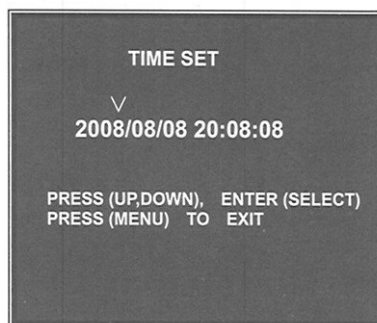 TIME SET
2008/08/08 20:08:08
PRESS (UP,DOWN), ENTER (SELECT)
PRESS (MENU) TO EXIT